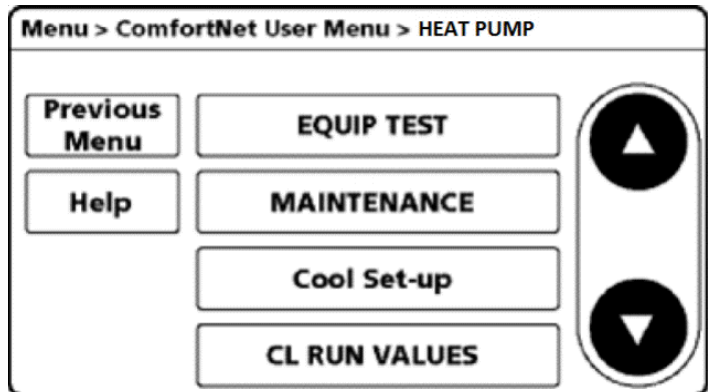 Menu > ComfortNet User Menu > HEAT PUMP
Previous
Menu
EQUIP TEST
Help
MAINTENANCE
Cool Set-up
CL RUN VALUES